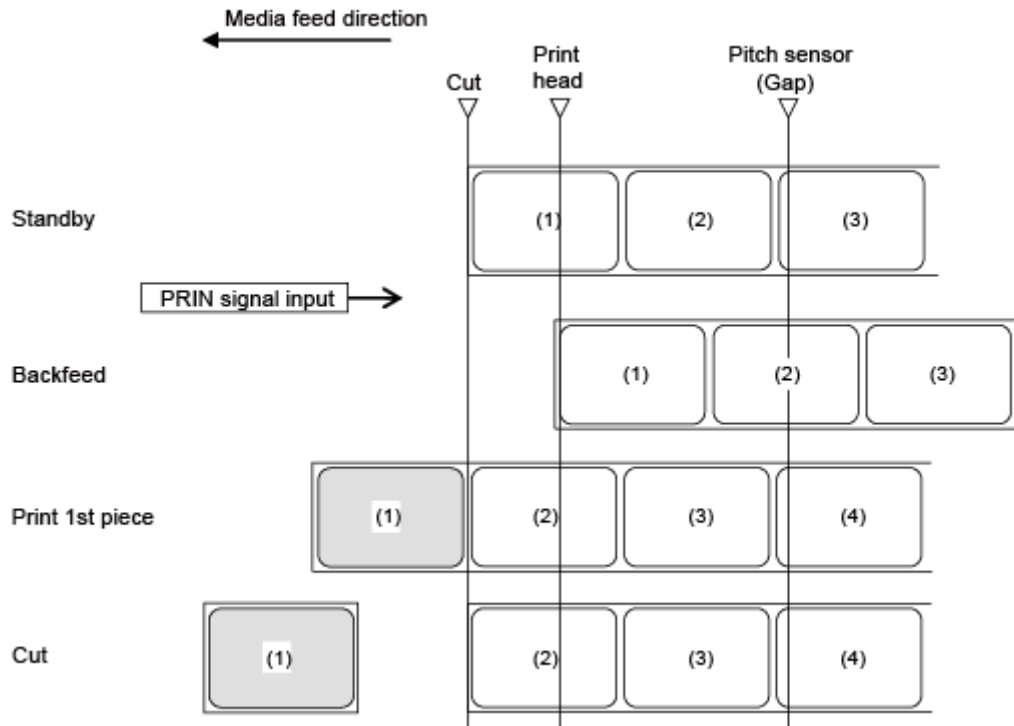 Media feed direction
Cut
Print
head
Pitch sensor
(Gap)
Standby
(1)
(2)
(3)
PRIN signal input
Backfeed
(1)
(2)
(3)
Print 1st piece
(1)
(2)
(3)
(4)
Cut
(1)
(2)
(3)
(4)